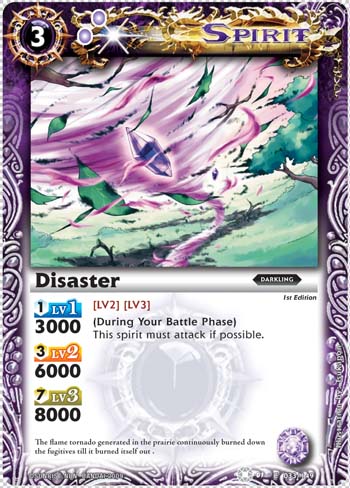 3
SPIRIT
Disaster
DARKLING
1st Edition
1 LV1
3000
3 LV2
6000
7 LV3
8000
[LV2] [LV3]
(During Your Battle Phase)
This spirit must attack if possible.
The flame tornado generated in the prairie continuously burned down
the fugitives till it burned itself out .